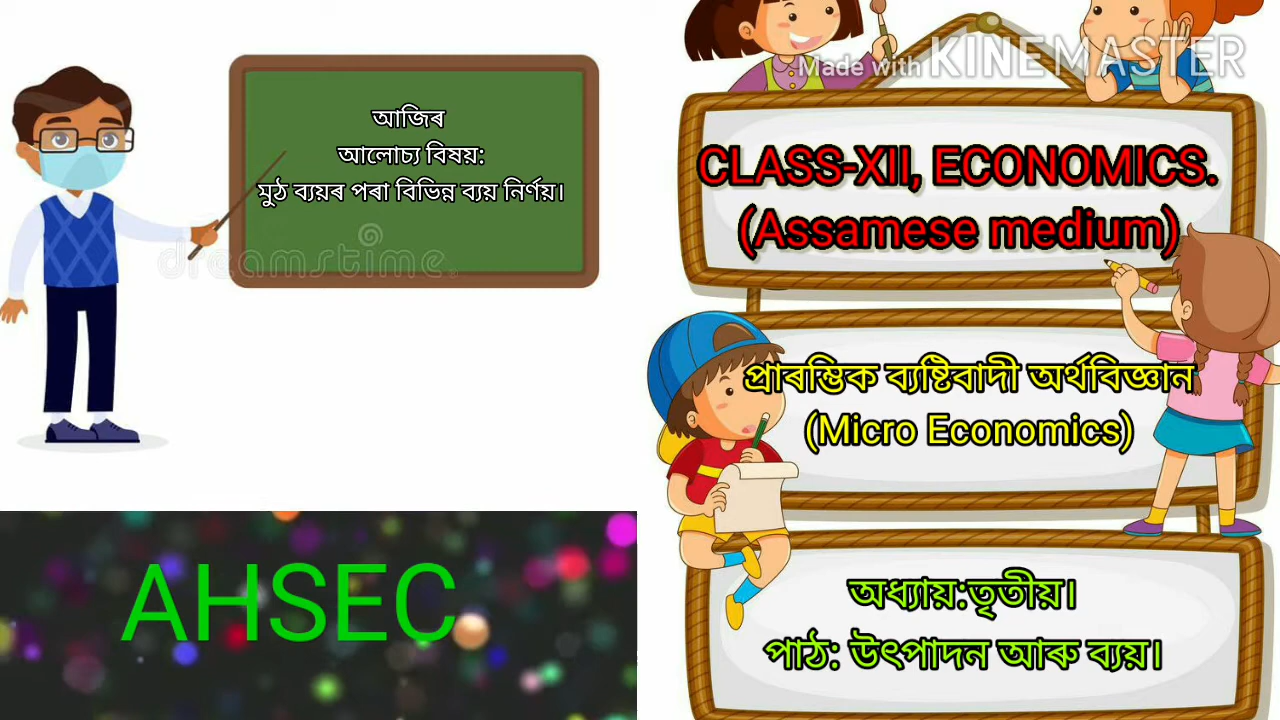 আজিৰ
আলোচ্য বিষয়:
মুঠ ব্যয়ৰ পৰা বিভিন্ন ব্যয় নিৰ্ণয়।
dreamstime.
AHSEC
Made with KINEMASTER
CLASS-XII, ECONOMICS.
(Assamese medium)
প্ৰাৰম্ভিক ব্যষ্টিবাদী অৰ্থবিজ্ঞান
(Micro Economics)
অধ্যায়:তৃতীয়।
পাঠ: উৎপাদন আৰু ব্যয়।